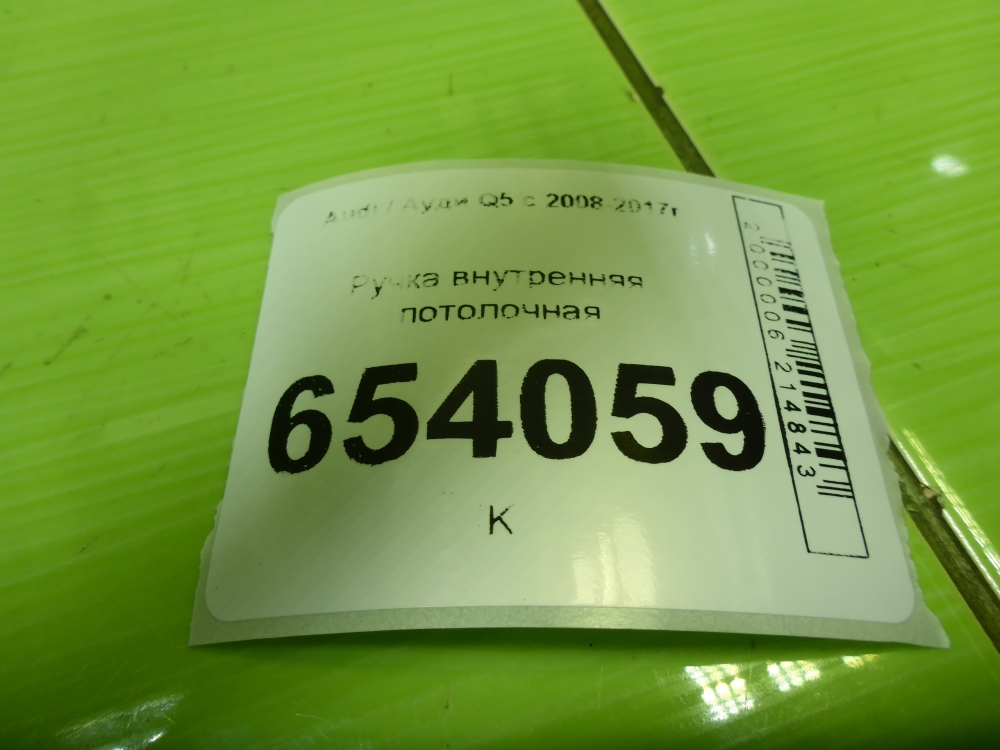 Audi / Ауди Q5 с 2008-2017г
Ручка внутренняя
потолочная
654059
К
2000006214843